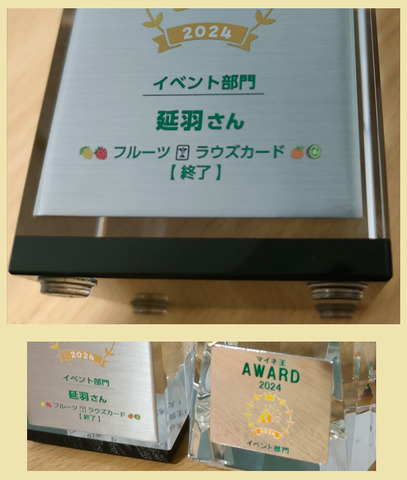 2024
イベント部門
延羽さん
🍋🍓 フルーツ 🃏 ラウズカード 🍊🥝
【 終了 】
2024
イベント部門
延羽さん
フルーツ ラウズカード
【終了】
マイネ王
AWARD
2024
イベント部門